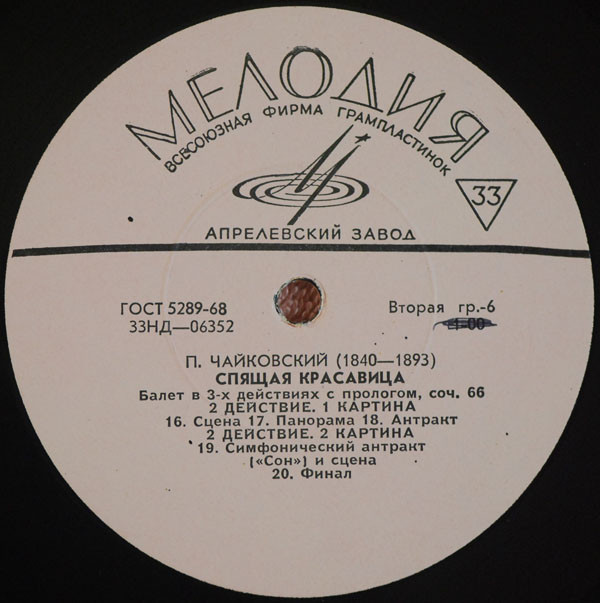 МЕЛОДИЯ
ВСЕСОЮЗНАЯ ФИРМА ГРАМПЛАСТИНОК
33
АПРЕЛЕВСКИЙ ЗАВОД
ГОСТ 5289-68
Вторая гр.-6
33НД—06352
1-00
П. ЧАЙКОВСКИЙ (1840—1893)
СПЯЩАЯ КРАСАВИЦА
Балет в 3-х действиях с прологом, соч. 66
2 ДЕЙСТВИЕ. 1 КАРТИНА
16. Сцена 17. Панорама 18. Антракт
2 ДЕЙСТВИЕ. 2 КАРТИНА
19. Симфонический антракт
(«Сон») и сцена
20. Финал